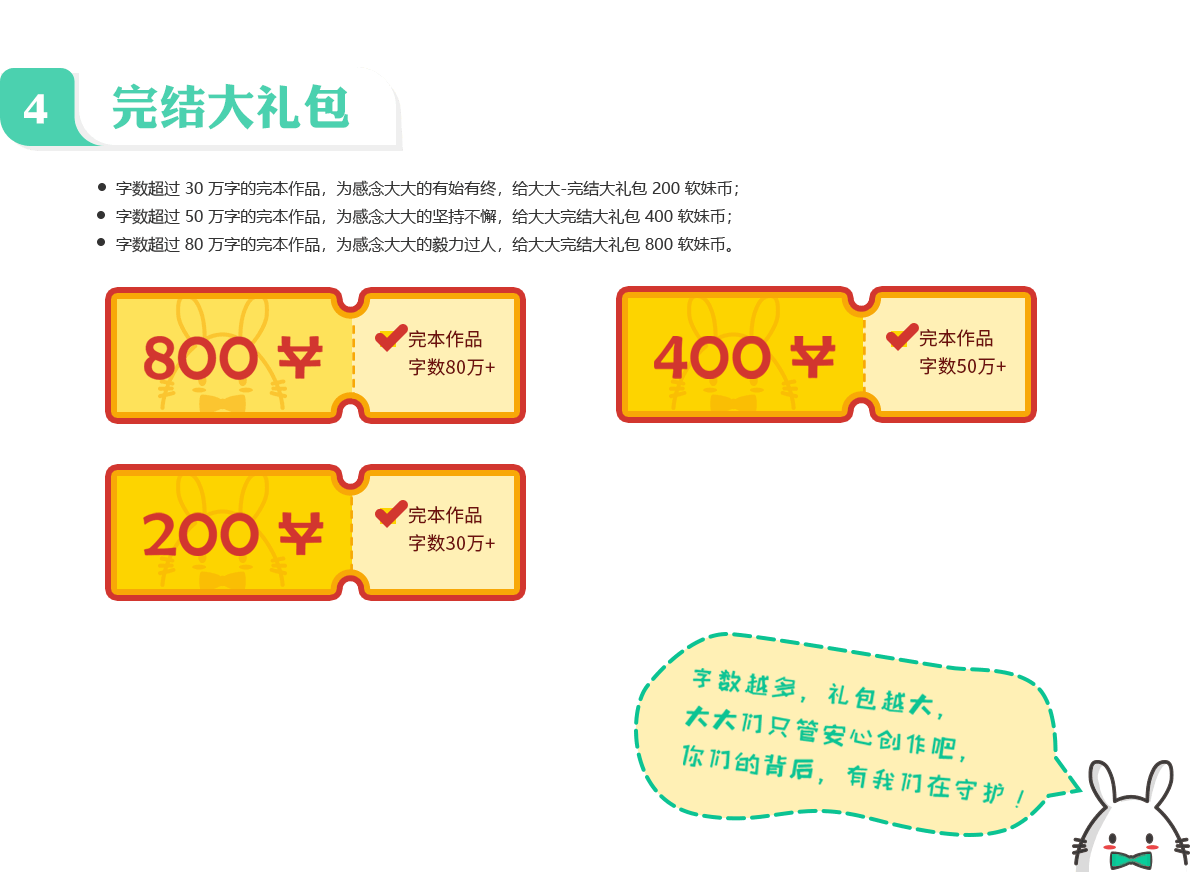 4
完结大礼包
字数超过 30 万字的完本作品，为感念大大的有始有终，给大大-完结大礼包 200 软妹币；
字数超过 50 万字的完本作品，为感念大大的坚持不懈，给大大完结大礼包 400 软妹币；
字数超过 80 万字的完本作品，为感念大大的毅力过人，给大大完结大礼包 800 软妹币。
800 ¥
完本作品
字数80万+
400 ¥
完本作品
字数50万+
200 ¥
完本作品
字数30万+
字数越多，礼包越大，
大大们只管安心创作吧，
你们的背后，有我们在守护！